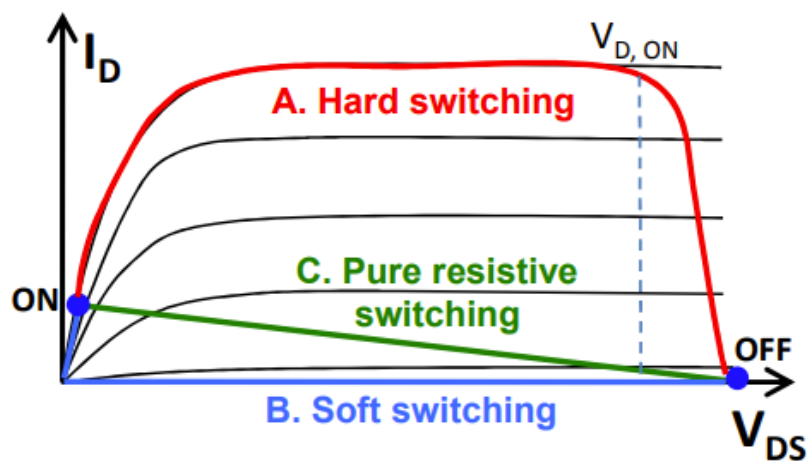 I_D
V_D, ON
A. Hard switching
C. Pure resistive
switching
ON
OFF
B. Soft switching
V_DS